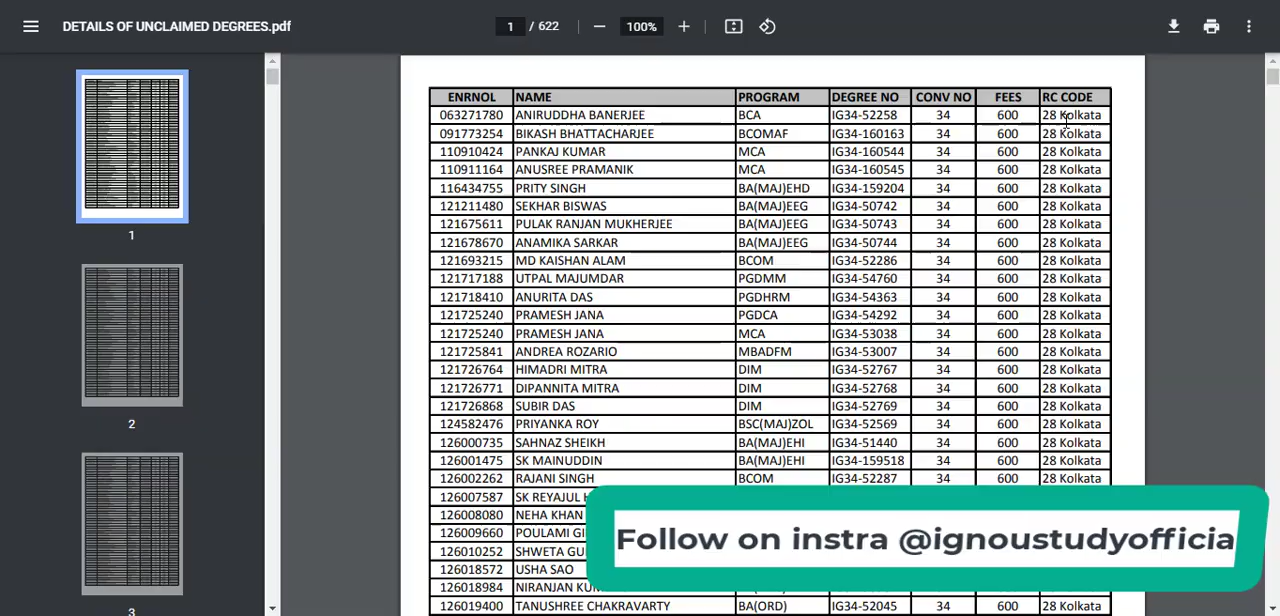 DETAILS OF UNCLAIMED DEGREES.pdf 1 / 622 100%
ENRNOL NAME PROGRAM DEGREE NO CONV NO FEES RC CODE
063271780 ANIRUDDHA BANERJEE BCA IG34-52258 34 600 28 Kolkata
091773254 BIKASH BHATTACHARJEE BCOMAF IG34-160163 34 600 28 Kolkata
110910424 PANKAJ KUMAR MCA IG34-160544 34 600 28 Kolkata
110911164 ANUSREE PRAMANIK MCA IG34-160545 34 600 28 Kolkata
116434755 PRITY SINGH BA(MAJ)EHD IG34-159204 34 600 28 Kolkata
121211480 SEKHAR BISWAS BA(MAJ)EEG IG34-50742 34 600 28 Kolkata
121675611 PULAK RANJAN MUKHERJEE BA(MAJ)EEG IG34-50743 34 600 28 Kolkata
121678670 ANAMIKA SARKAR BA(MAJ)EEG IG34-50744 34 600 28 Kolkata
121693215 MD KAISHAN ALAM BCOM IG34-52286 34 600 28 Kolkata
121717188 UTPAL MAJUMDAR PGDMM IG34-54760 34 600 28 Kolkata
121718410 ANURITA DAS PGDHRM IG34-54363 34 600 28 Kolkata
121725240 PRAMESH JANA PGDCA IG34-54292 34 600 28 Kolkata
121725240 PRAMESH JANA MCA IG34-53038 34 600 28 Kolkata
121725841 ANDREA ROZARIO MBADFM IG34-53007 34 600 28 Kolkata
121726764 HIMADRI MITRA DIM IG34-52767 34 600 28 Kolkata
121726771 DIPANNITA MITRA DIM IG34-52768 34 600 28 Kolkata
121726868 SUBIR DAS DIM IG34-52769 34 600 28 Kolkata
124582476 PRIYANKA ROY BSC(MAJ)ZOL IG34-52569 34 600 28 Kolkata
126000735 SAHNAZ SHEIKH BA(MAJ)EHI IG34-51440 34 600 28 Kolkata
126001475 SK MAINUDDIN BA(MAJ)EHI IG34-159518 34 600 28 Kolkata
126002262 RAJANI SINGH BCOM IG34-52287 34 600 28 Kolkata
126007587 SK REYAJUL
126008080 NEHA KHAN
126009660 POULAMI
126010252 SHWETA
126018572 USHA SAO
126018984 NIRANJAN
126019400 TANUSHREE CHAKRAVARTY BA(ORD) IG34-52045 34 600 28 Kolkata
1
2
3
Follow on instra @ignoustudyofficia